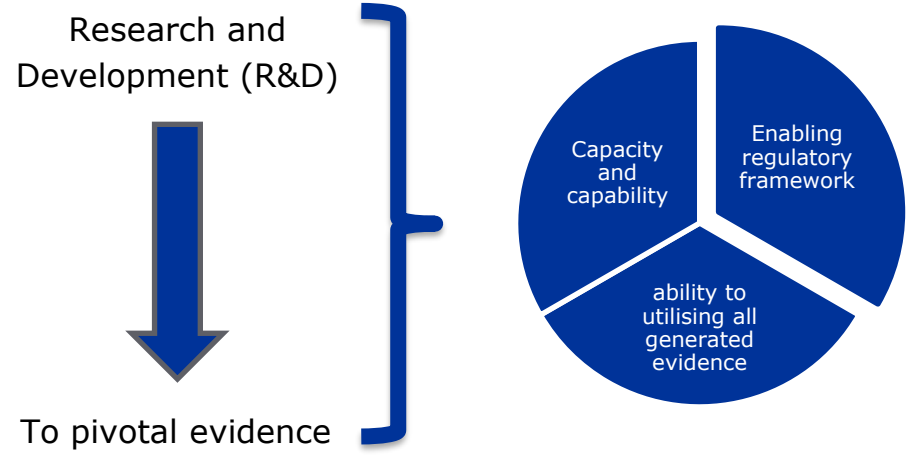 Research and
Development (R&D)
To pivotal evidence
Capacity
and
capability
Enabling
regulatory
framework
ability to
utilising all
generated
evidence